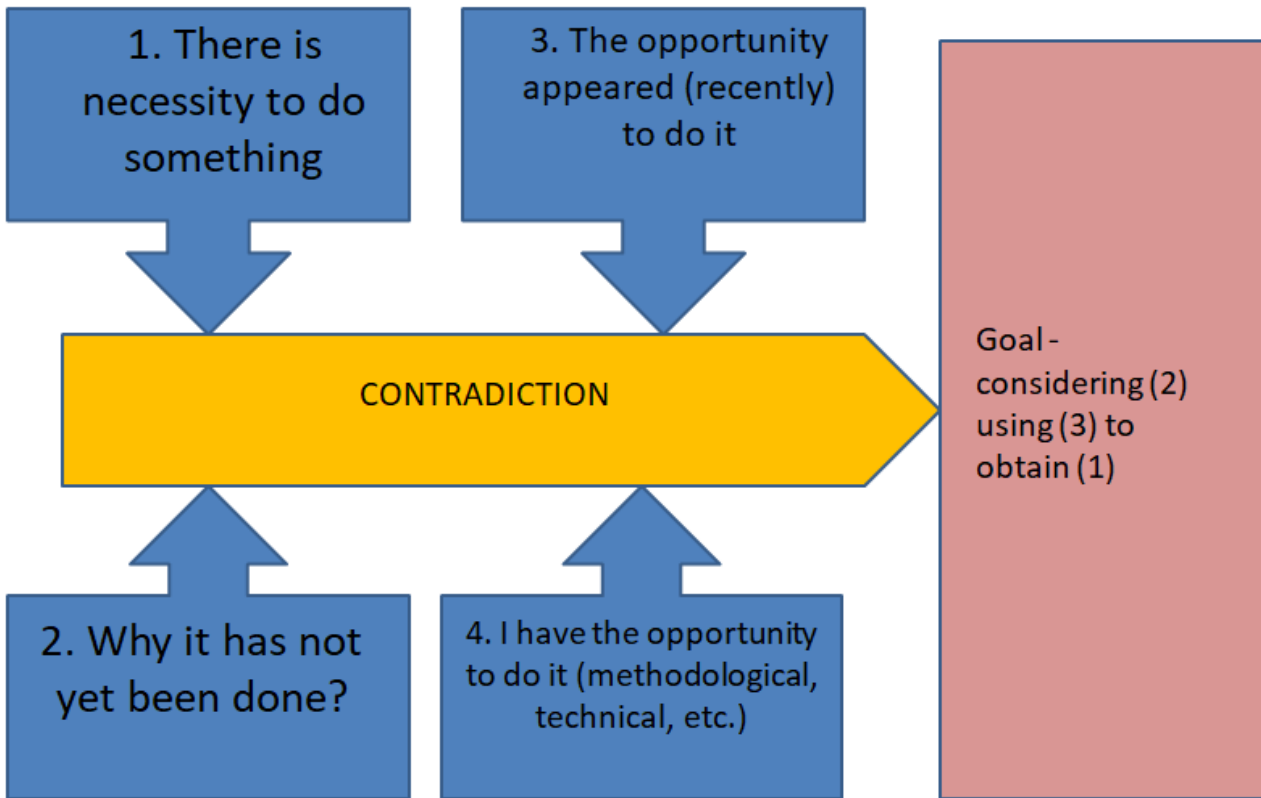 1. There is
necessity to do
something
3. The opportunity
appeared (recently)
to do it
CONTRADICTION
Goal -
considering (2)
using (3) to
obtain (1)
2. Why it has not
yet been done?
4. I have the opportunity
to do it (methodological,
technical, etc.)